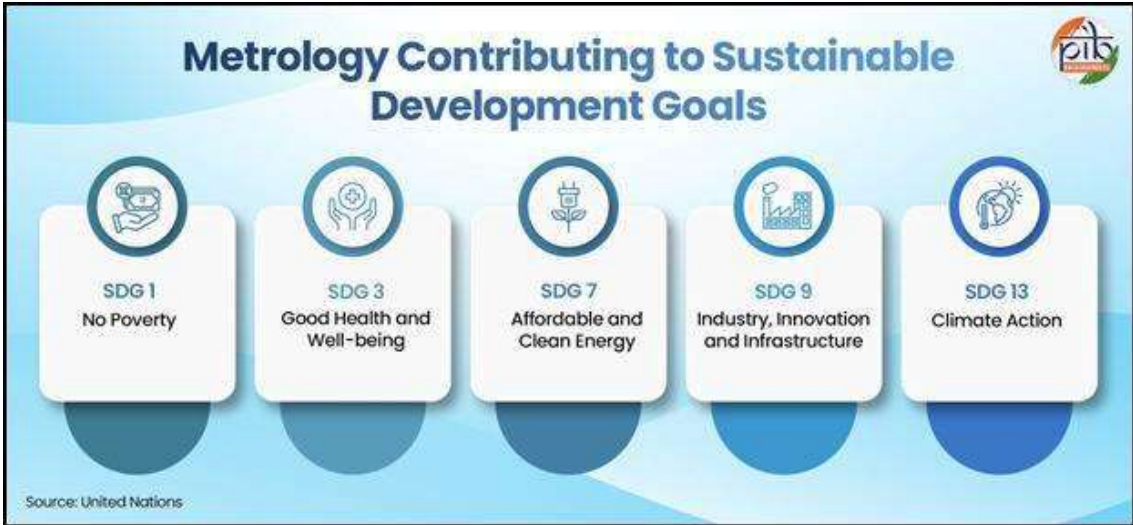 Metrology Contributing to Sustainable
Development Goals
pib
SDG 1
No Poverty
SDG 3
Good Health and
Well-being
SDG 7
Affordable and
Clean Energy
SDG 9
Industry, Innovation
and Infrastructure
SDG 13
Climate Action
Source: United Nations